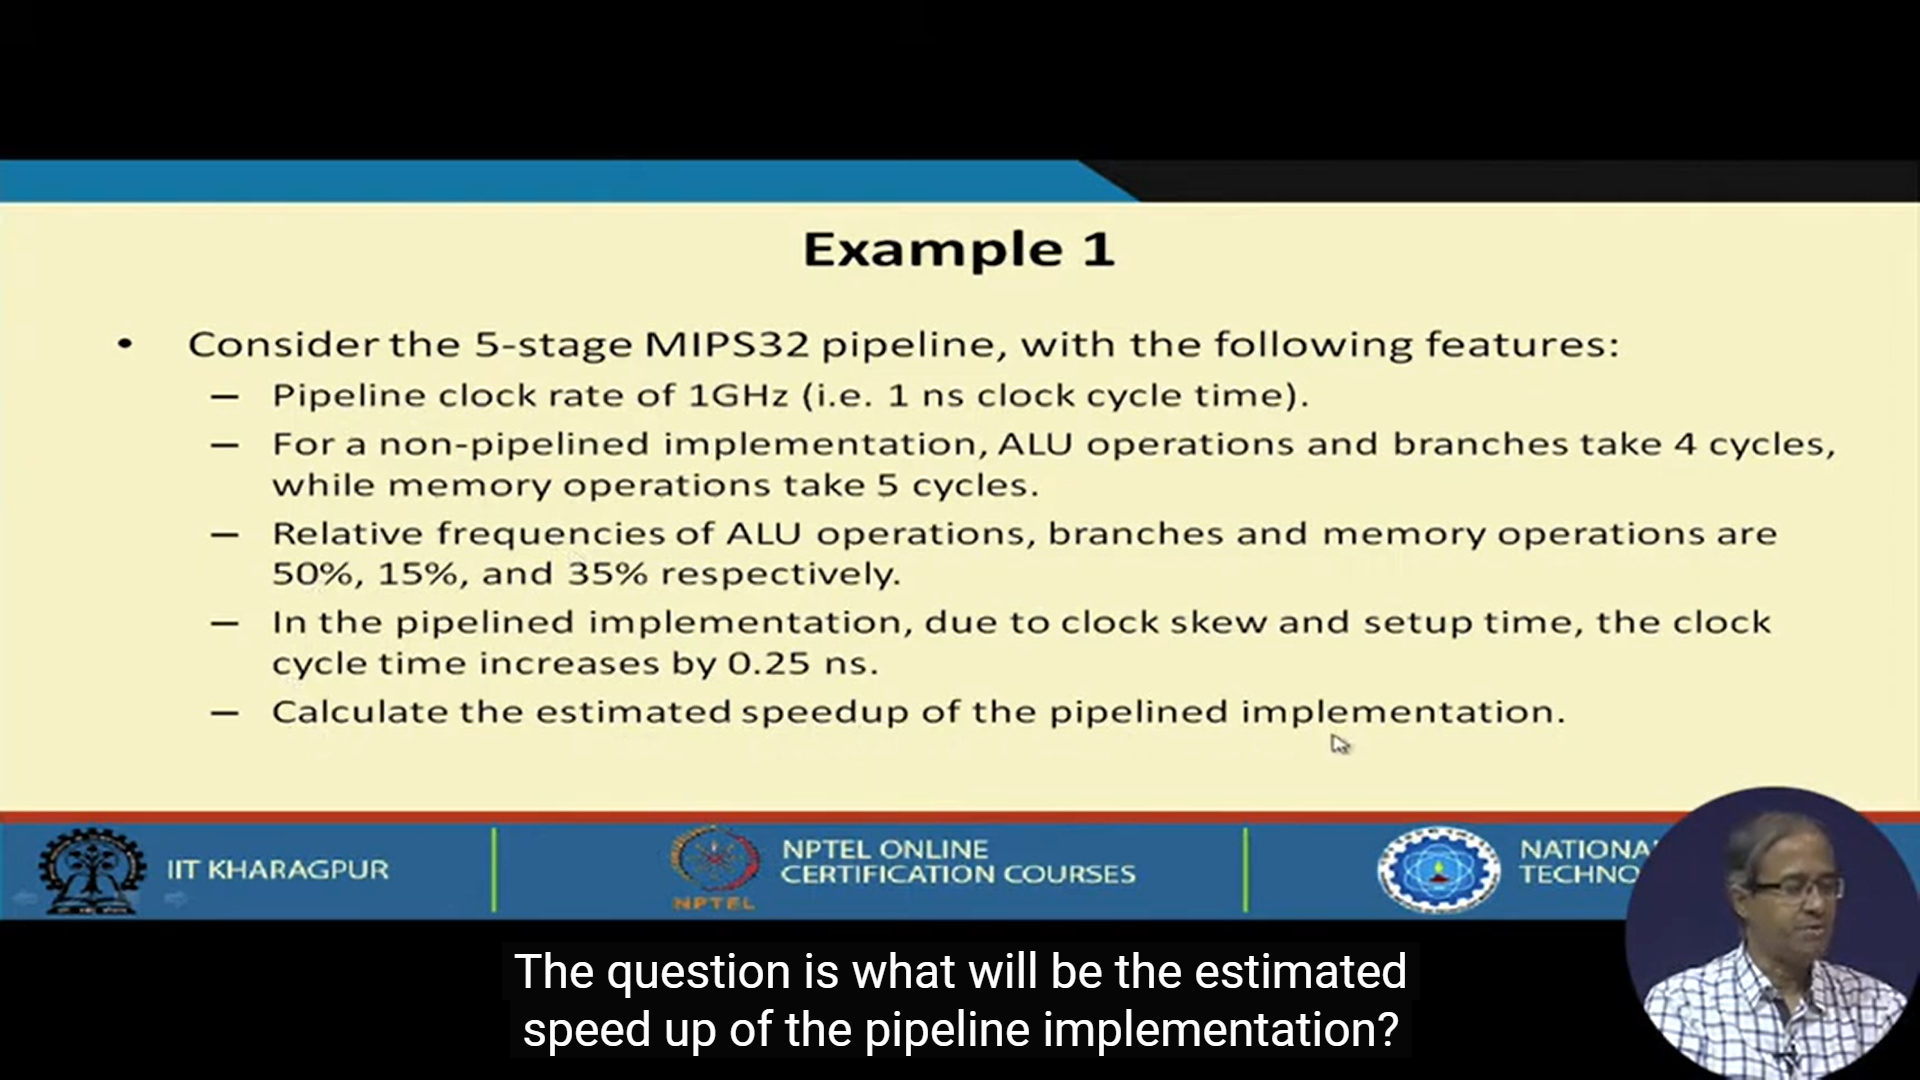 Example 1
• Consider the 5-stage MIPS32 pipeline, with the following features:
– Pipeline clock rate of 1GHz (i.e. 1 ns clock cycle time).
– For a non-pipelined implementation, ALU operations and branches take 4 cycles,
while memory operations take 5 cycles.
– Relative frequencies of ALU operations, branches and memory operations are
50%, 15%, and 35% respectively.
– In the pipelined implementation, due to clock skew and setup time, the clock
cycle time increases by 0.25 ns.
– Calculate the estimated speedup of the pipelined implementation.
IIT KHARAGPUR
NPTEL
NPTEL ONLINE
CERTIFICATION COURSES
NATIONA
TECHNO
The question is what will be the estimated
speed up of the pipeline implementation?